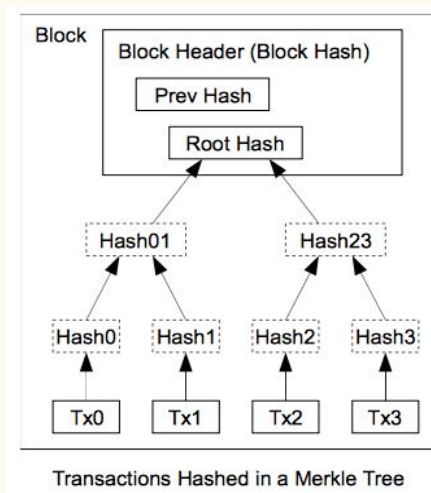 Block
Block Header (Block Hash)
Prev Hash
Root Hash
Hash01 Hash23
Hash0 Hash1 Hash2 Hash3
Tx0 Tx1 Tx2 Tx3
Transactions Hashed in a Merkle Tree